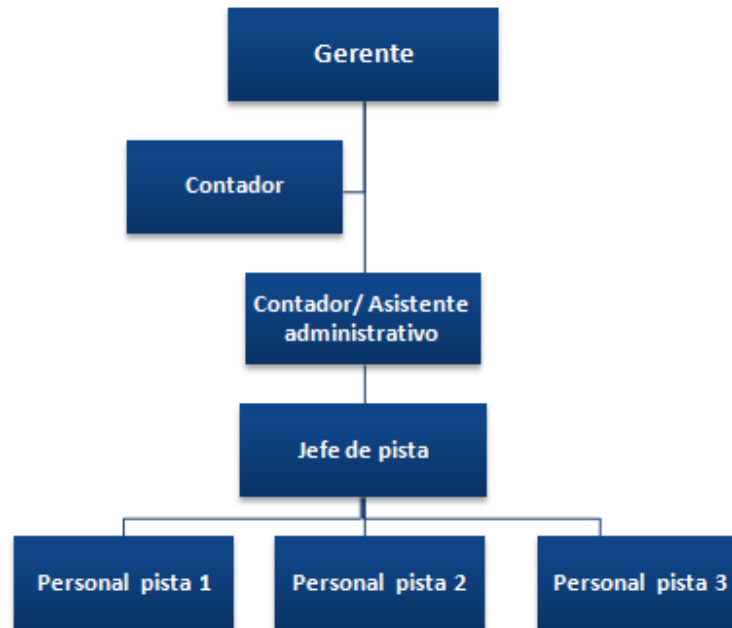 Gerente
Contador
Contador/ Asistente
administrativo
Jefe de pista
Personal pista 1
Personal pista 2
Personal pista 3